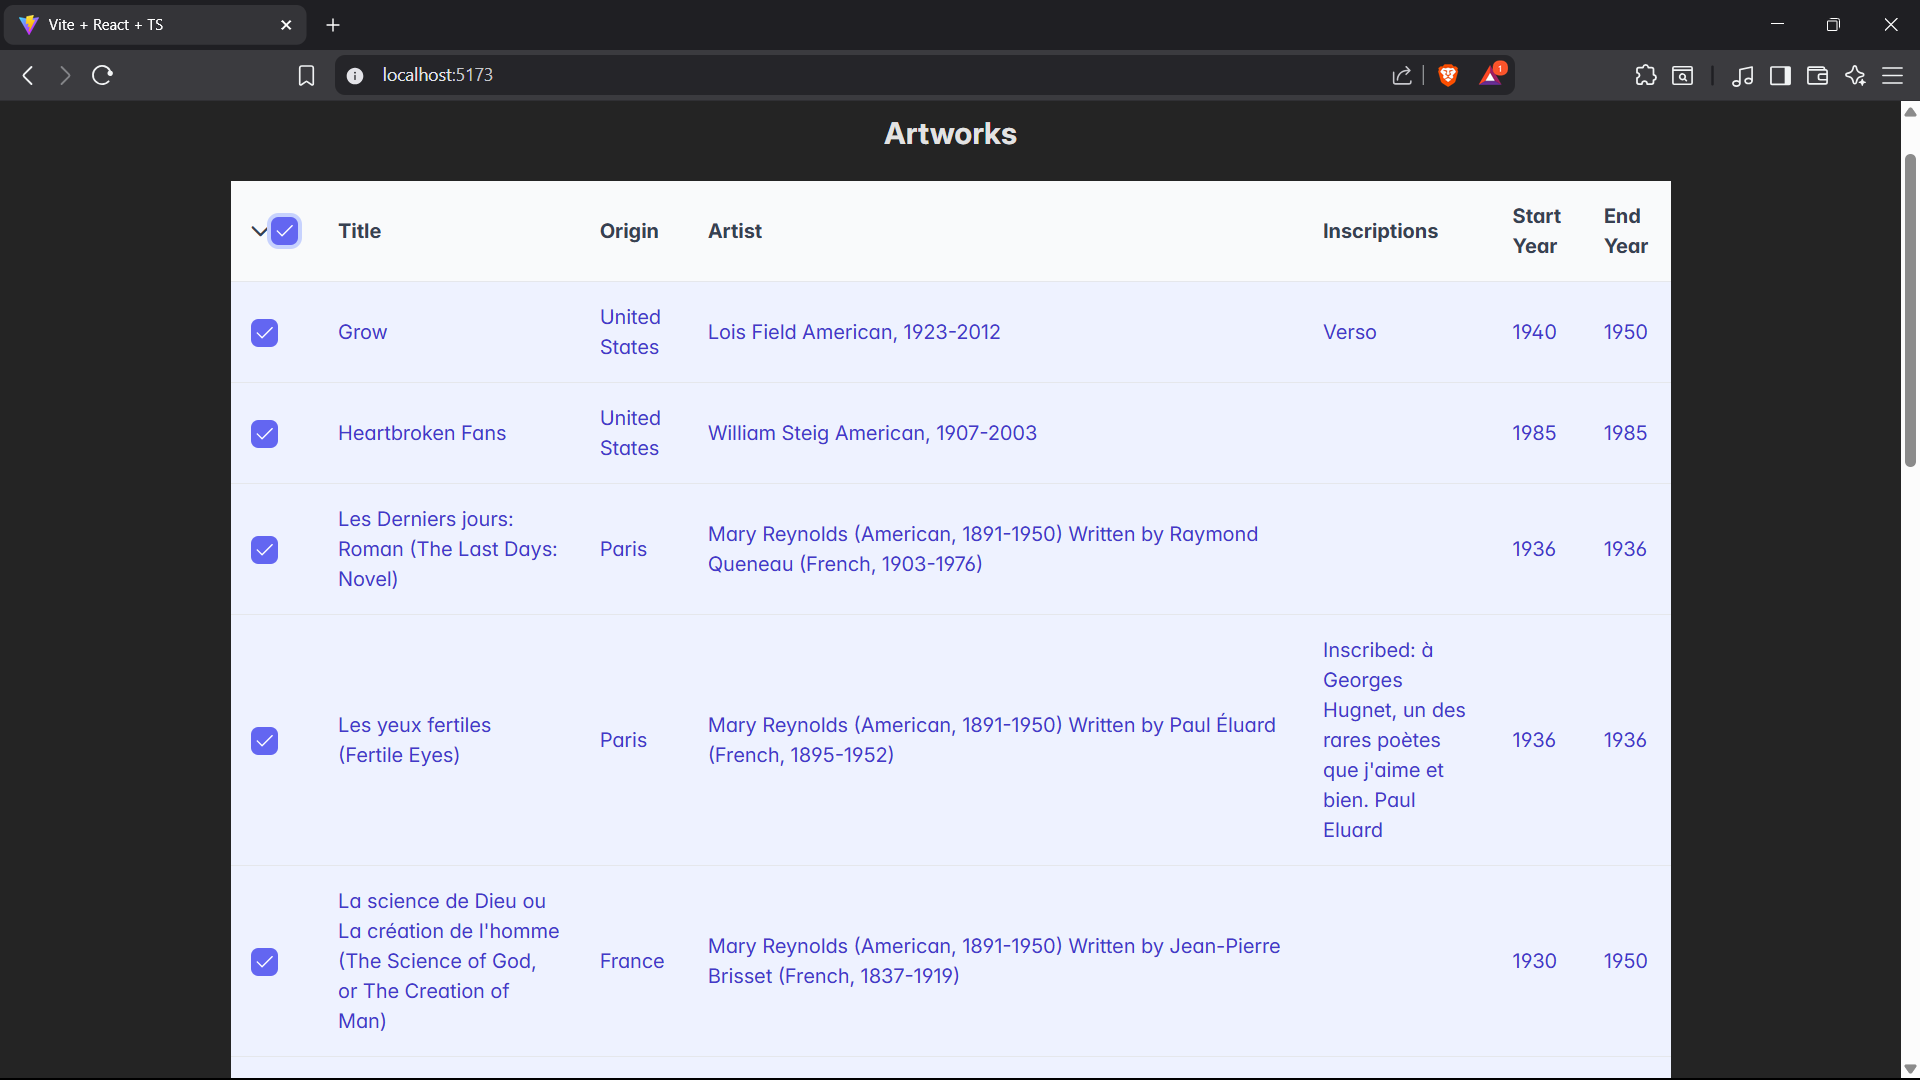 Vite + React + TS
localhost:5173
1
Artworks
Title Origin Artist Inscriptions Start Year End Year
Grow United States Lois Field American, 1923-2012 Verso 1940 1950
Heartbroken Fans United States William Steig American, 1907-2003 1985 1985
Les Derniers jours: Roman (The Last Days: Novel) Paris Mary Reynolds (American, 1891-1950) Written by Raymond Queneau (French, 1903-1976) 1936 1936
Les yeux fertiles (Fertile Eyes) Paris Mary Reynolds (American, 1891-1950) Written by Paul Éluard (French, 1895-1952) Inscribed: à Georges Hugnet, un des rares poètes que j'aime et bien. Paul Eluard 1936 1936
La science de Dieu ou La création de l'homme (The Science of God, or The Creation of Man) France Mary Reynolds (American, 1891-1950) Written by Jean-Pierre Brisset (French, 1837-1919) 1930 1950